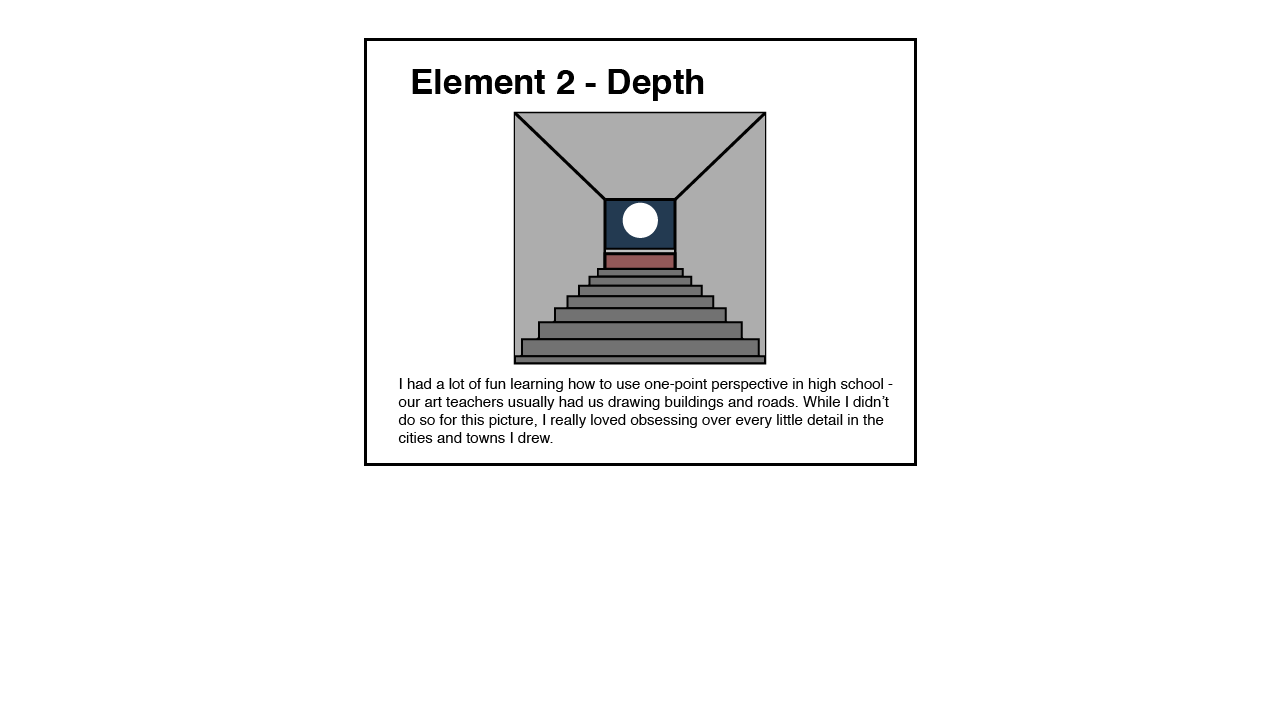 Element 2 - Depth
I had a lot of fun learning how to use one-point perspective in high school -
our art teachers usually had us drawing buildings and roads. While I didn’t
do so for this picture, I really loved obsessing over every little detail in the
cities and towns I drew.